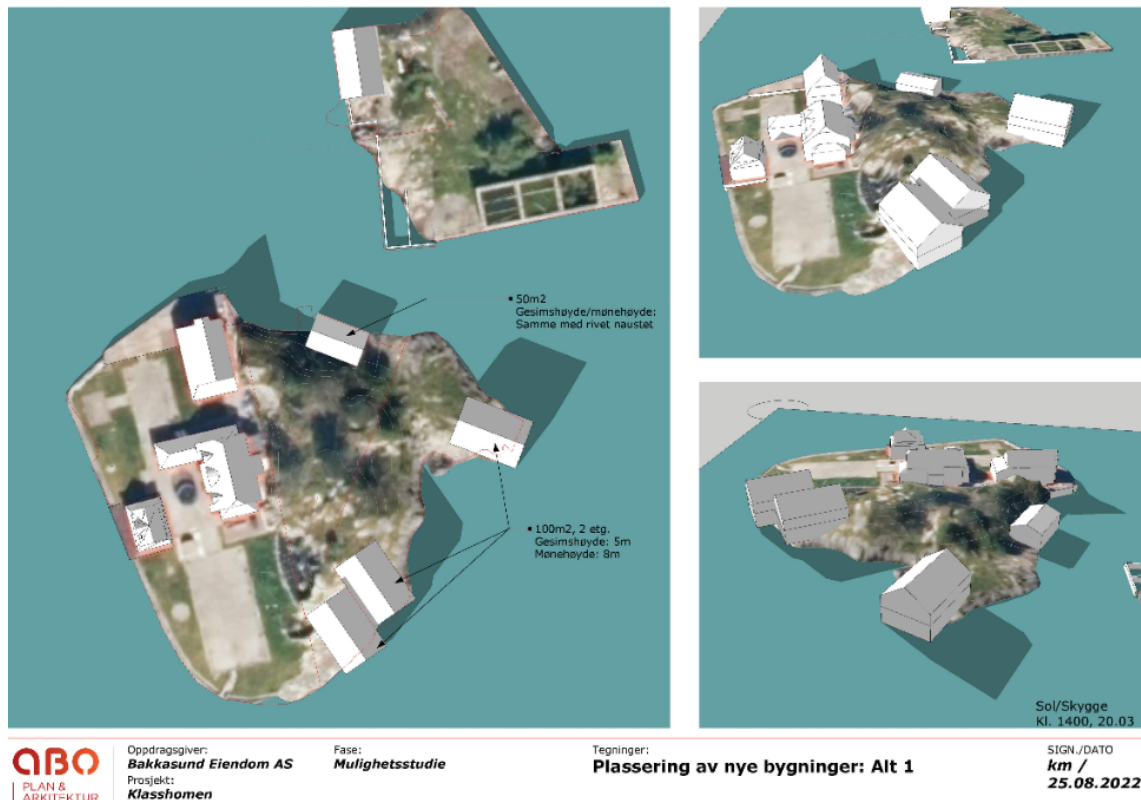 • 50m2
Gesimshøyde/mønehøyde:
Samme med rivet naustet
• 100m2, 2 etg.
Gesimshøyde: 5m
Mønehøyde: 8m
Sol/Skygge
Kl. 1400, 20.03
abo
PLAN &
ARKITEKTUR
Oppdragsgiver:
Bakkasund Eiendom AS
Prosjekt:
Klasshomen
Fase:
Mulighetsstudie
Tegninger:
Plassering av nye bygninger: Alt 1
SIGN./DATO
km /
25.08.2022